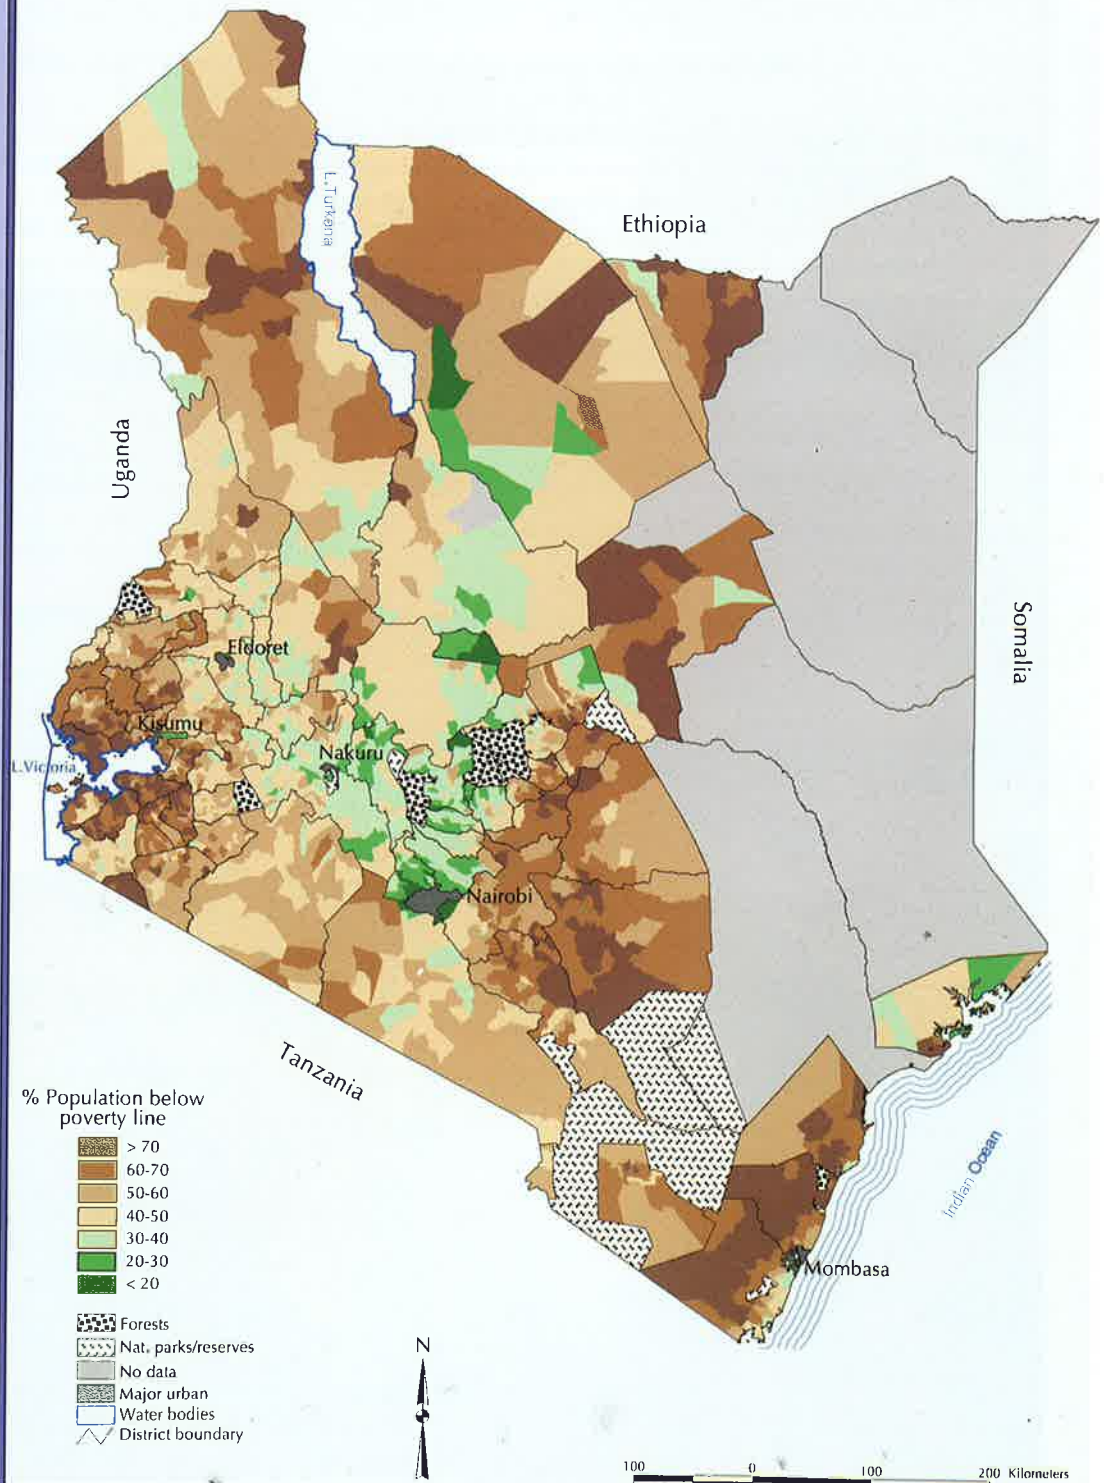 Ethiopia
L. Turkana
Uganda
Somalia
Eldoret
Kisumu
L.Victoria
Nakuru
Nairobi
Tanzania
Indian Ocean
Mombasa
% Population below
poverty line
> 70
60-70
50-60
40-50
30-40
20-30
< 20
Forests
Nat. parks/reserves
No data
Major urban
Water bodies
District boundary
N
100 0 100 200 Kilometers